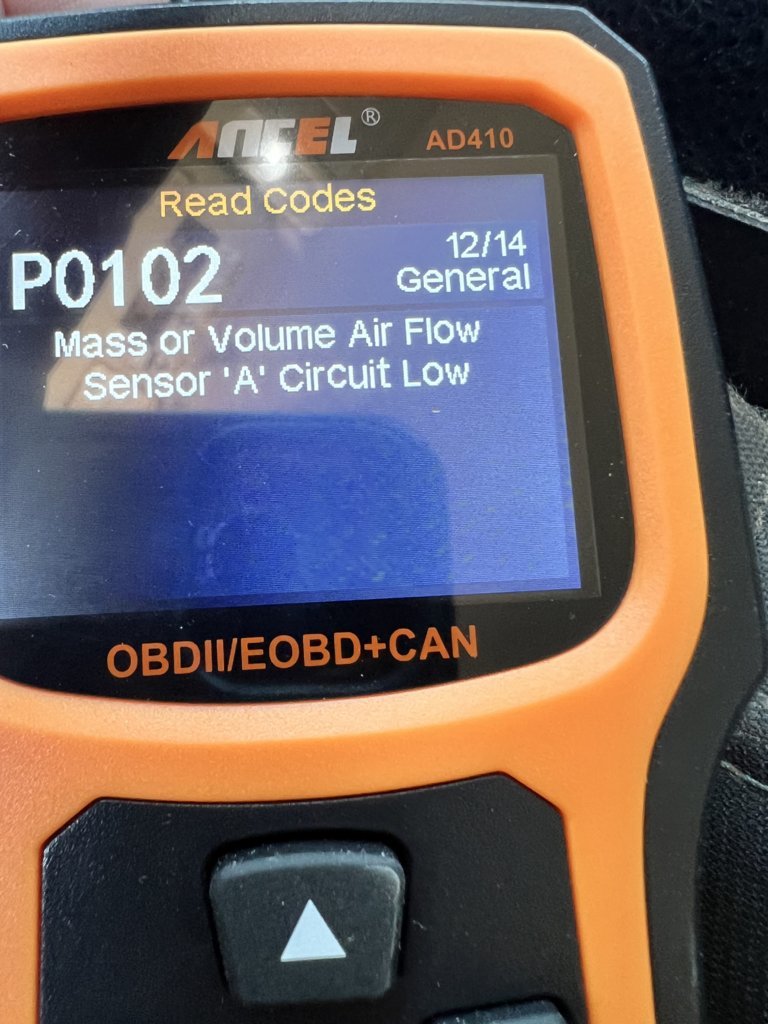 ANCEL®
AD410
Read Codes
P0102
12/14
General
Mass or Volume Air Flow
Sensor 'A' Circuit Low
OBDII/EOBD+CAN